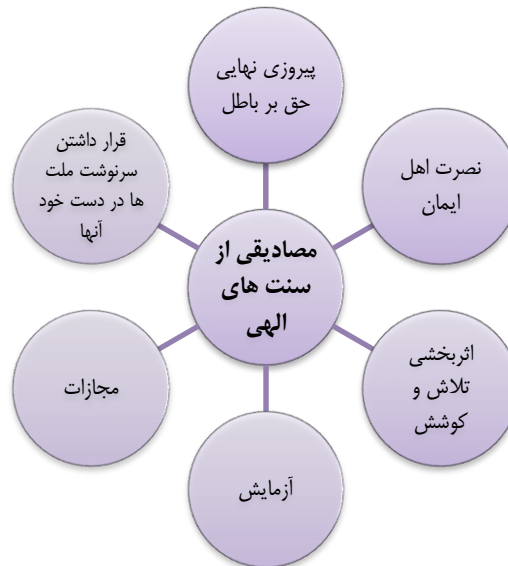 پیروزی نهایی
حق بر باطل
نصرت اهل
ایمان
اثربخشی
تلاش و
کوشش
آزمایش
مجازات
قرار داشتن
سرنوشت ملت
ها در دست خود
آنها
مصادیقی از
سنت های
الهی